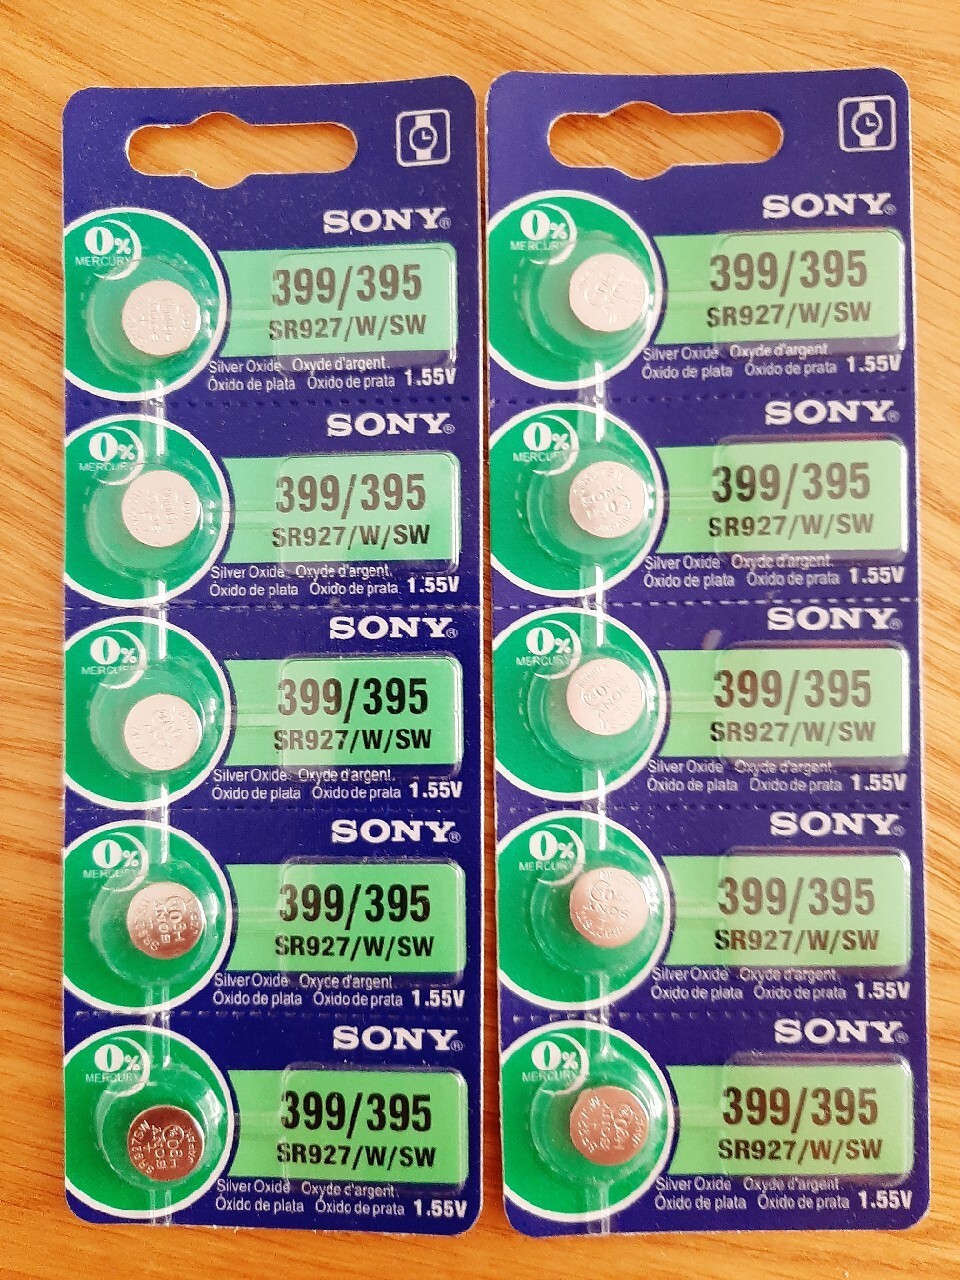 SONY®
0%
MERCURY
399/395
SR927/W/SW
Silver Oxide Oxyde d'argent.
Óxido de plata Óxido de prata 1.55V
SONY®
0%
MERCURY
399/395
SR927/W/SW
Silver Oxide Oxyde d'argent.
Óxido de plata Óxido de prata 1.55V
SONY®
0%
MERCURY
399/395
SR927/W/SW
Silver Oxide Oxyde d'argent.
Óxido de plata Óxido de prata 1.55V
SONY®
0%
MERCURY
399/395
SR927/W/SW
Silver Oxide Oxyde d'argent.
Óxido de plata Óxido de prata 1.55V
SONY
SONY®
0%
MERCURY
399/395
SR927/W/SW
Silver Oxide Oxyde d'argent.
Óxido de plata Óxido de prata 1.55V
SONY
SONY®
0%
MERCURY
399/395
SR927/W/SW
Silver Oxide Oxyde d'argent.
Óxido de plata Óxido de prata 1.55V
SONY®
0%
MERCURY
399/395
SR927/W/SW
Silver Oxide Oxyde d'argent.
Óxido de plata Óxido de prata 1.55V
SONY®
0%
MERCURY
399/395
SR927/W/SW
Silver Oxide Oxyde d'argent.
Óxido de plata Óxido de prata 1.55V
SONY®
0%
MERCURY
399/395
SR927/W/SW
Silver Oxide Oxyde d'argent.
Óxido de plata Óxido de prata 1.55V
SONY®
0%
MERCURY
399/395
SR927/W/SW
Silver Oxide Oxyde d'argent.
Óxido de plata Óxido de prata 1.55V